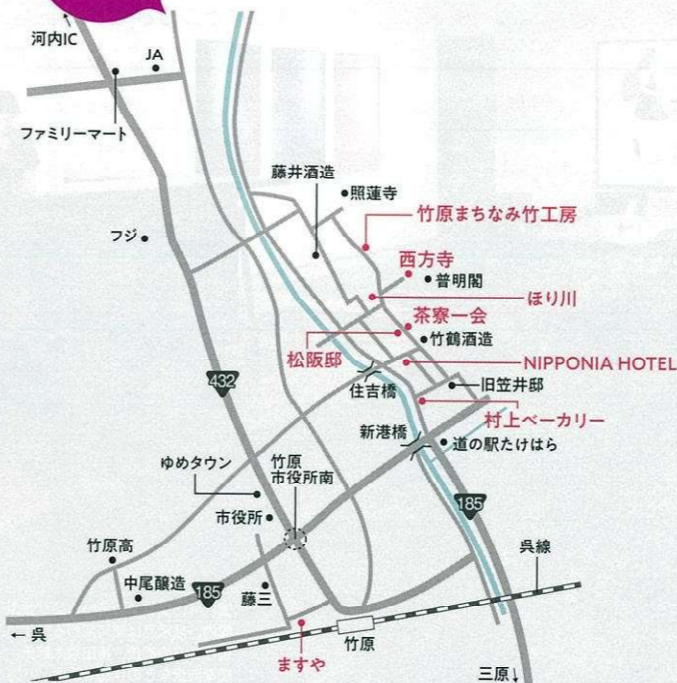 河内IC
JA
ファミリーマート
藤井酒造
照蓮寺
竹原まちなみ竹工房
フジ
西方寺
普明閣
ほり川
茶寮一会
竹鶴酒造
松阪邸
NIPPONIA HOTEL
432
住吉橋
旧笠井邸
村上ベーカリー
新港橋
道の駅たけはら
ゆめタウン
竹原
市役所南
市役所
185
竹原高
呉線
中尾醸造
185
藤三
← 呉
竹原
ますや
三原↓